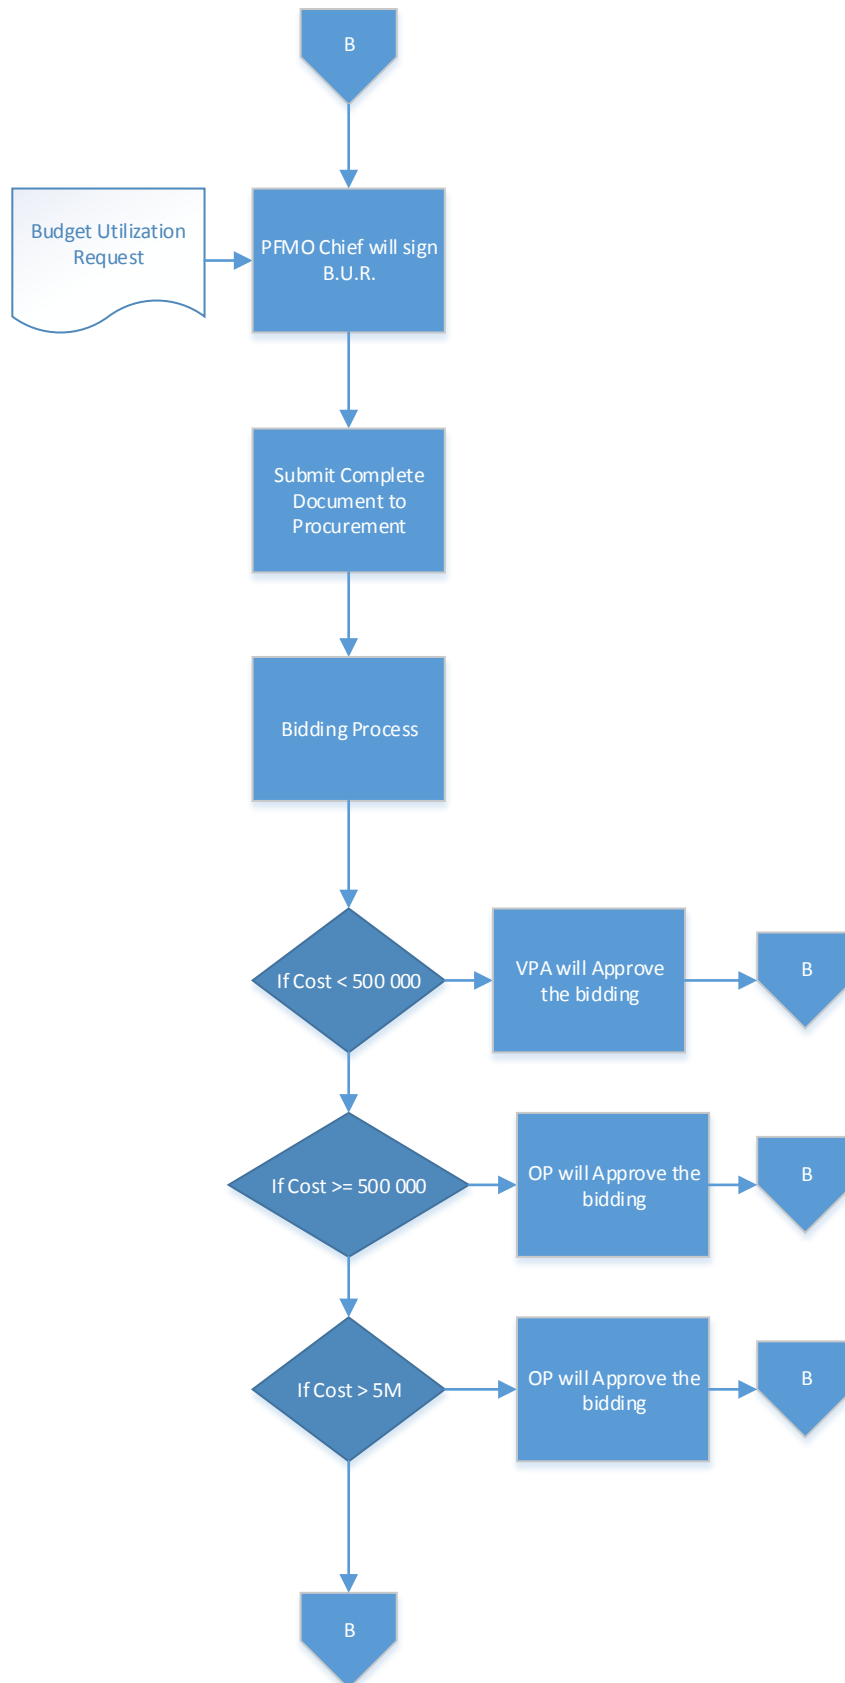 B
Budget Utilization
Request
PFMO Chief will sign
B.U.R.
Submit Complete
Document to
Procurement
Bidding Process
If Cost < 500 000
VPA will Approve
the bidding
B
If Cost >= 500 000
OP will Approve the
bidding
B
If Cost > 5M
OP will Approve the
bidding
B
B